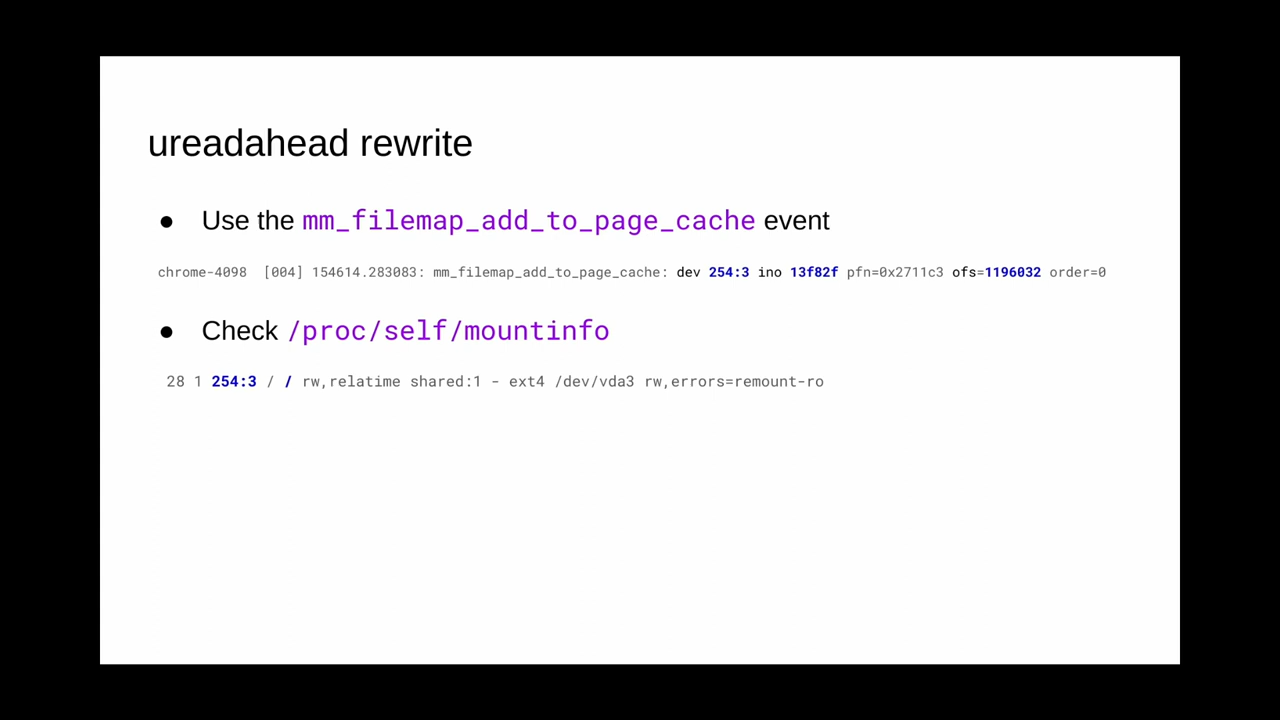 ureadahead rewrite
● Use the mm_filemap_add_to_page_cache event
chrome-4098 [004] 154614.283083: mm_filemap_add_to_page_cache: dev 254:3 ino 13f82f pfn=0x2711c3 ofs=1196032 order=0
● Check /proc/self/mountinfo
28 1 254:3 / / rw,relatime shared:1 - ext4 /dev/vda3 rw,errors=remount-ro